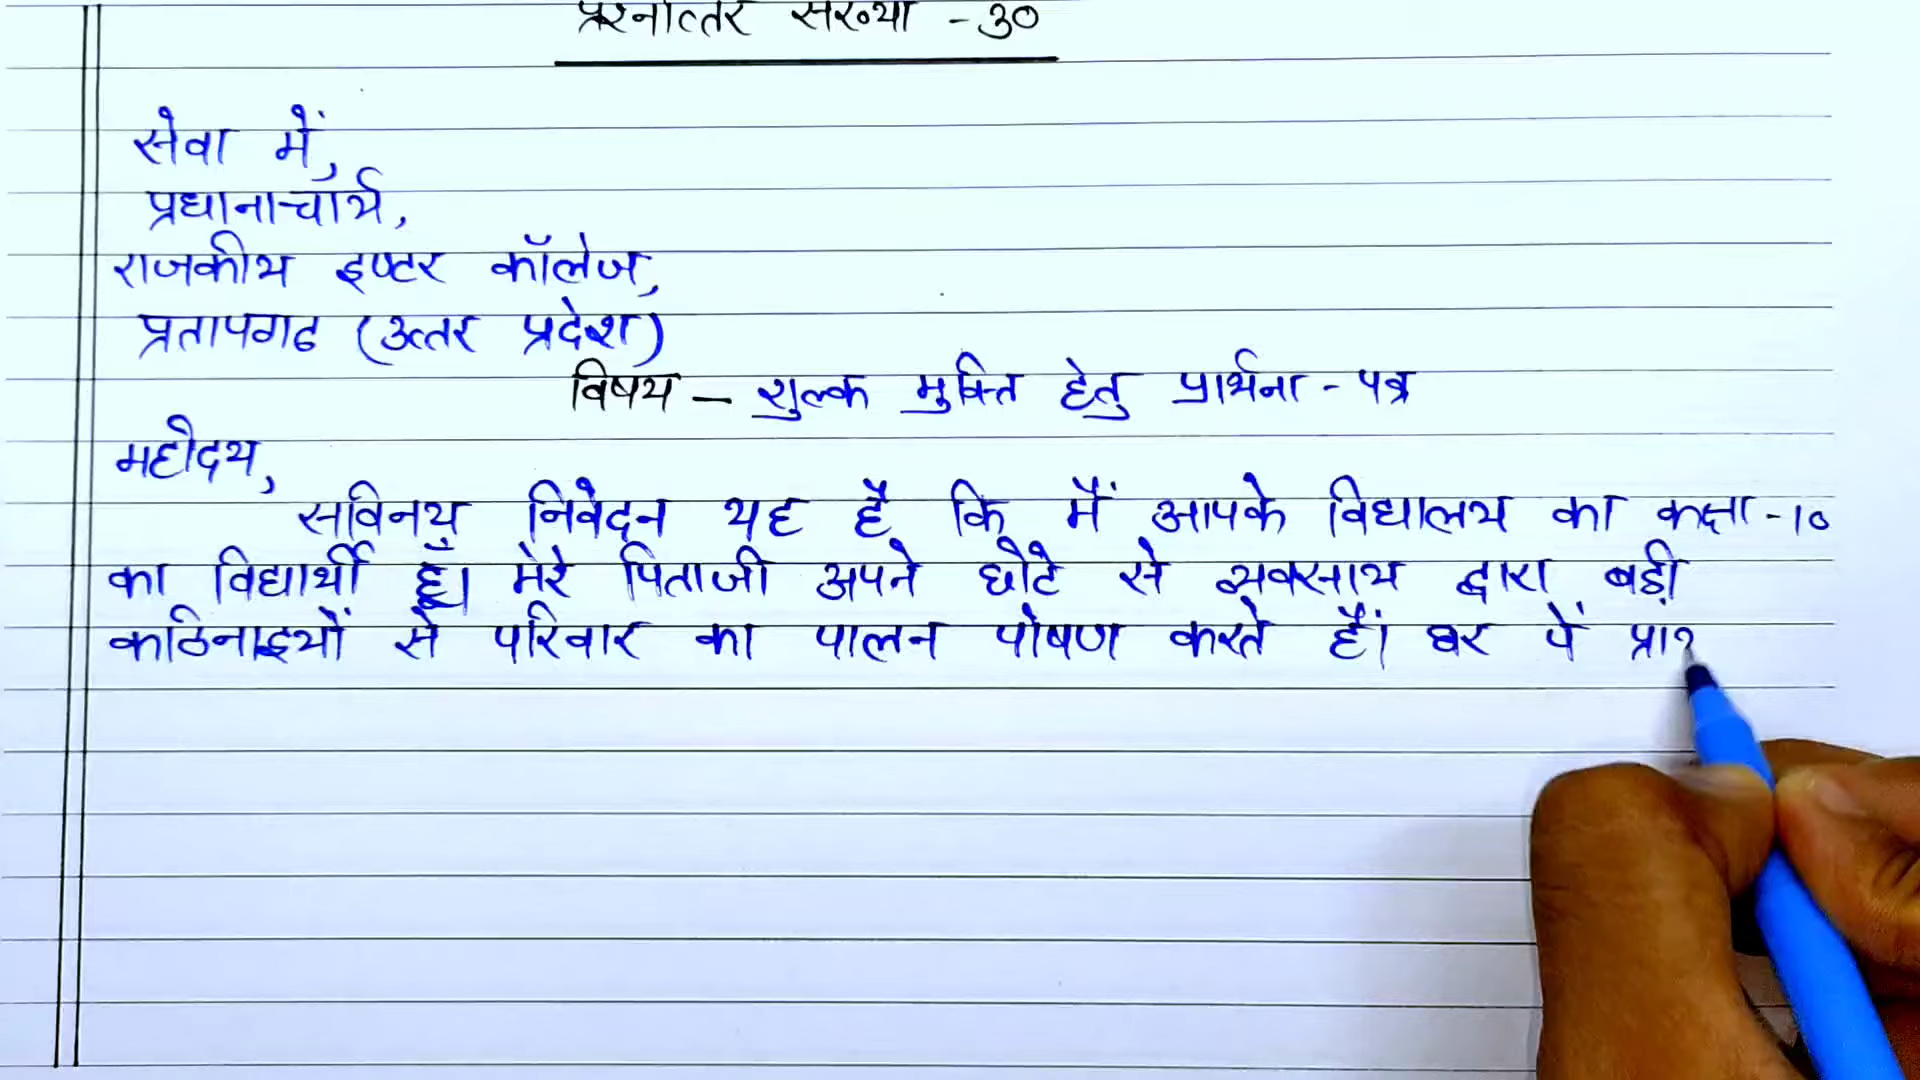 प्रश्नोत्तर संख्या -30
सेवा में,
प्रधानाचार्य,
राजकीय इण्टर कॉलेज,
प्रतापगढ (उत्तर प्रदेश)
विषय – शुल्क मुक्ति हेतु प्रार्थना - पत्र
महोदय,
सविनय निवेदन यह है कि मैं आपके विद्यालय का कक्षा -10
का विद्यार्थी हूँ। मेरे पिताजी अपने छोटे से व्यवसाय द्वारा बड़ी
कठिनाइयों से परिवार का पालन पोषण करते हैं। घर में